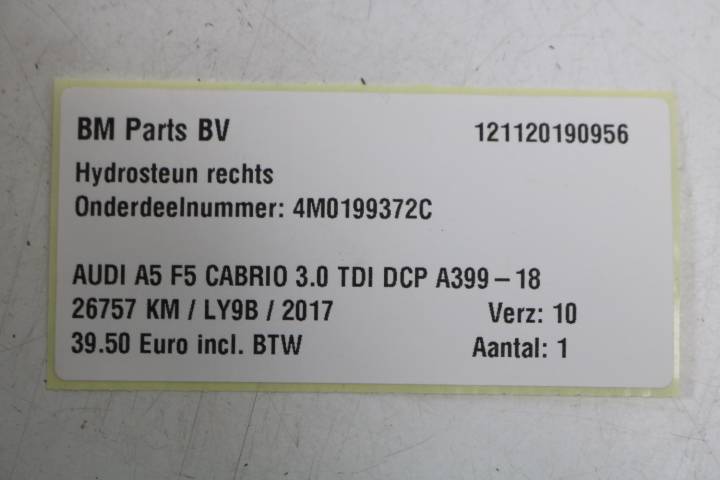 BM Parts BV 121120190956
Hydrosteun rechts
Onderdeelnummer: 4M0199372C
AUDI A5 F5 CABRIO 3.0 TDI DCP A399-18
26757 KM / LY9B / 2017 Verz: 10
39.50 Euro incl. BTW Aantal: 1